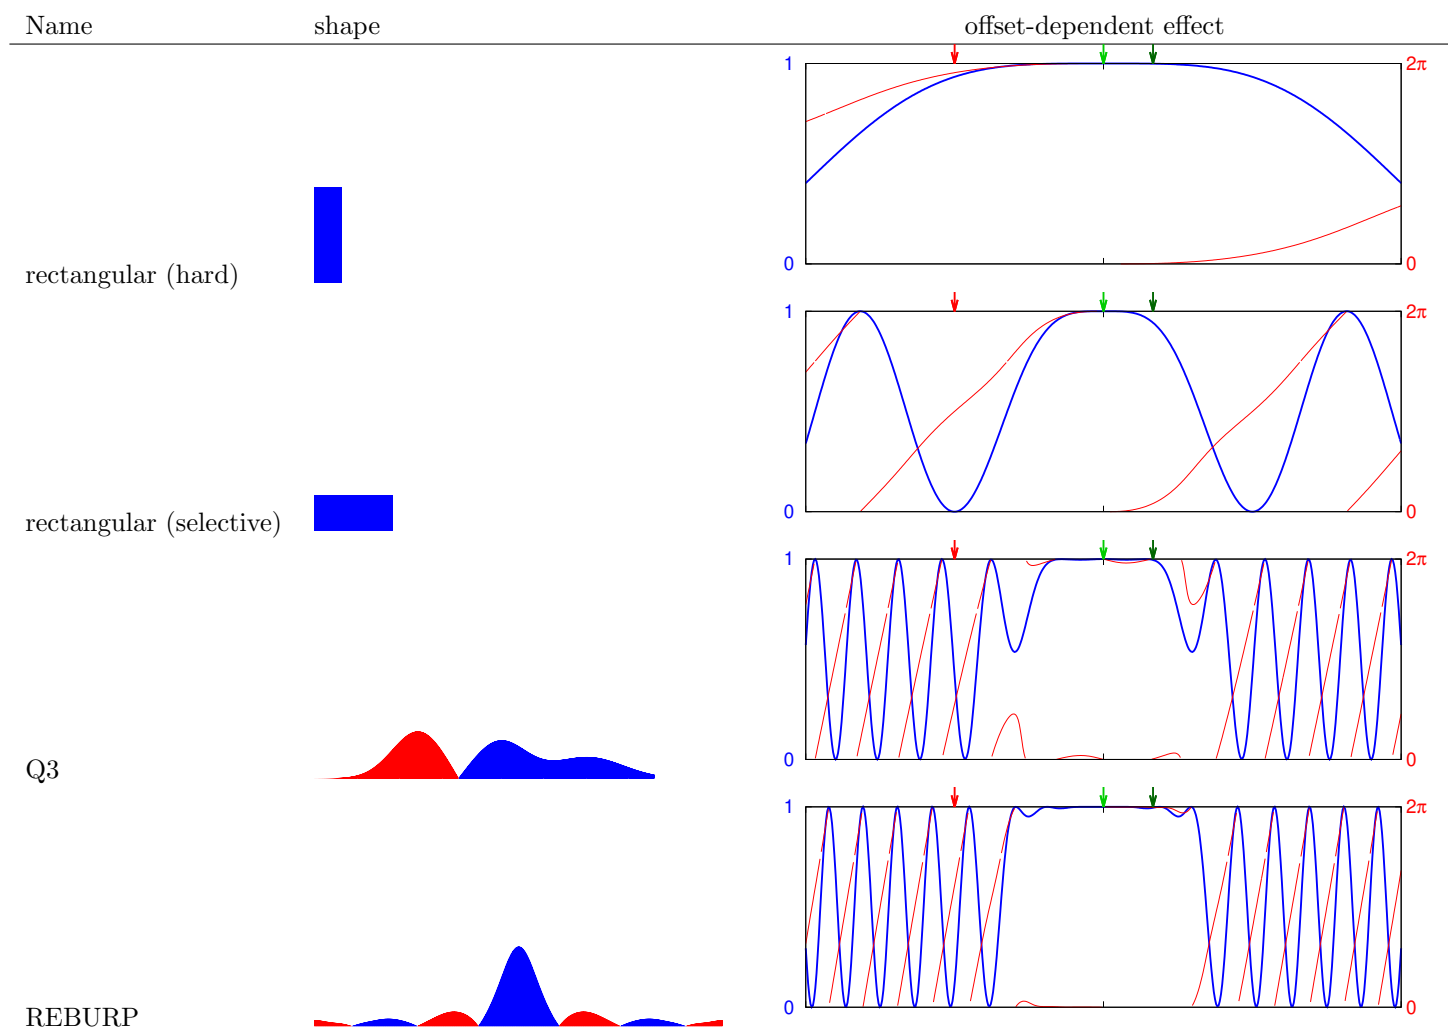 Name shape offset-dependent effect
1 2π
rectangular (hard)
0 0
1 2π
rectangular (selective)
0 0
1 2π
Q3
0 0
1 2π
REBURP
0 0